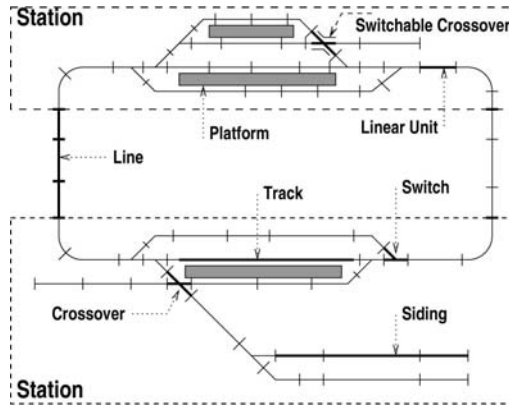 Station
Switchable Crossover
Platform
Linear Unit
Line
Track
Switch
Crossover
Siding
Station